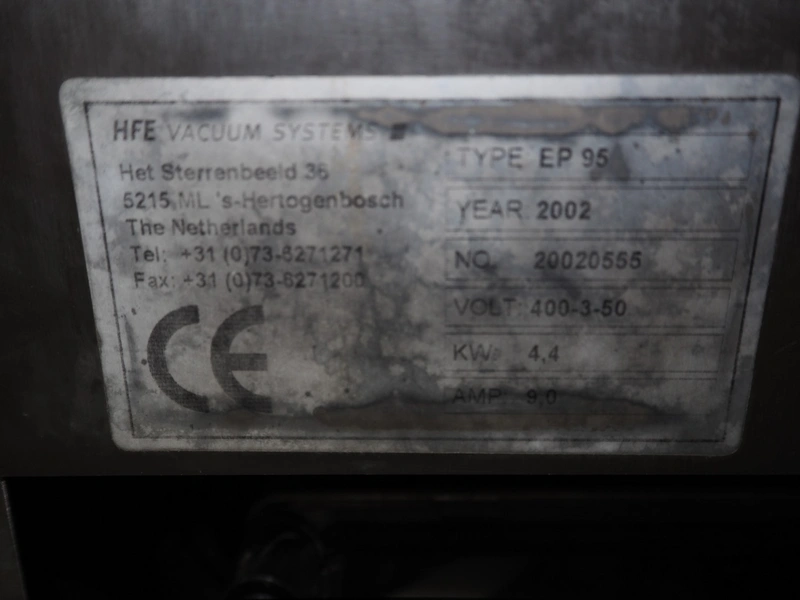 HFE VACUUM SYSTEMS
Het Sterrenbeeld 36
5215 ML 's-Hertogenbosch
The Netherlands
Tel: +31 (0)73-6271271
Fax: +31 (0)73-6271200
CE
TYPE EP 95
YEAR 2002
NO. 20020555
VOLT: 400-3-50
KW: 4,4
AMP: 9,0